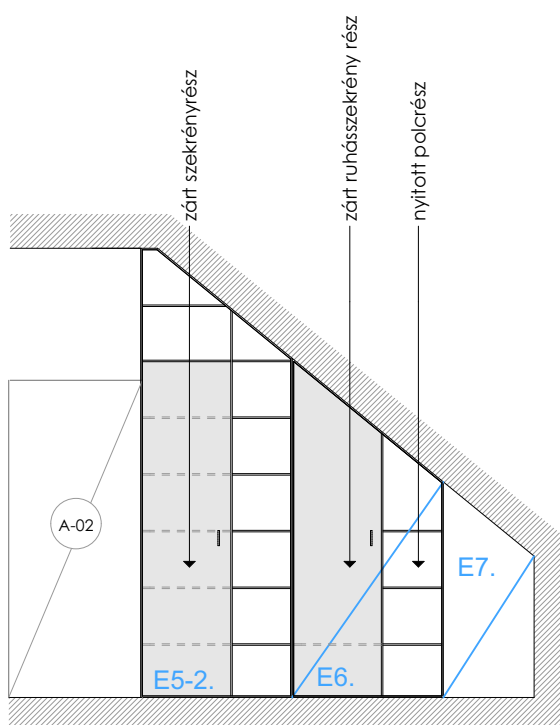 zárt szekrényrész
zárt ruhásszekrény rész
nyitott polcrész
A-02
E5-2.
E6.
E7.